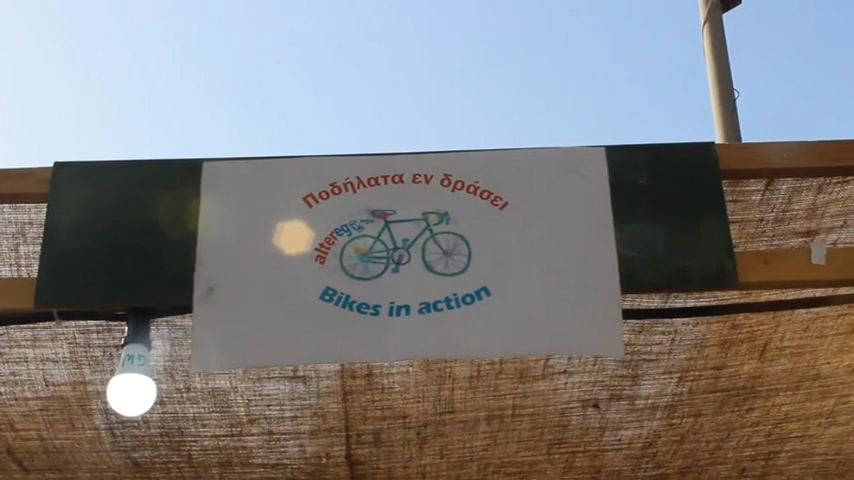 Ποδήλατα εν δράσει
alterego
Bikes in action